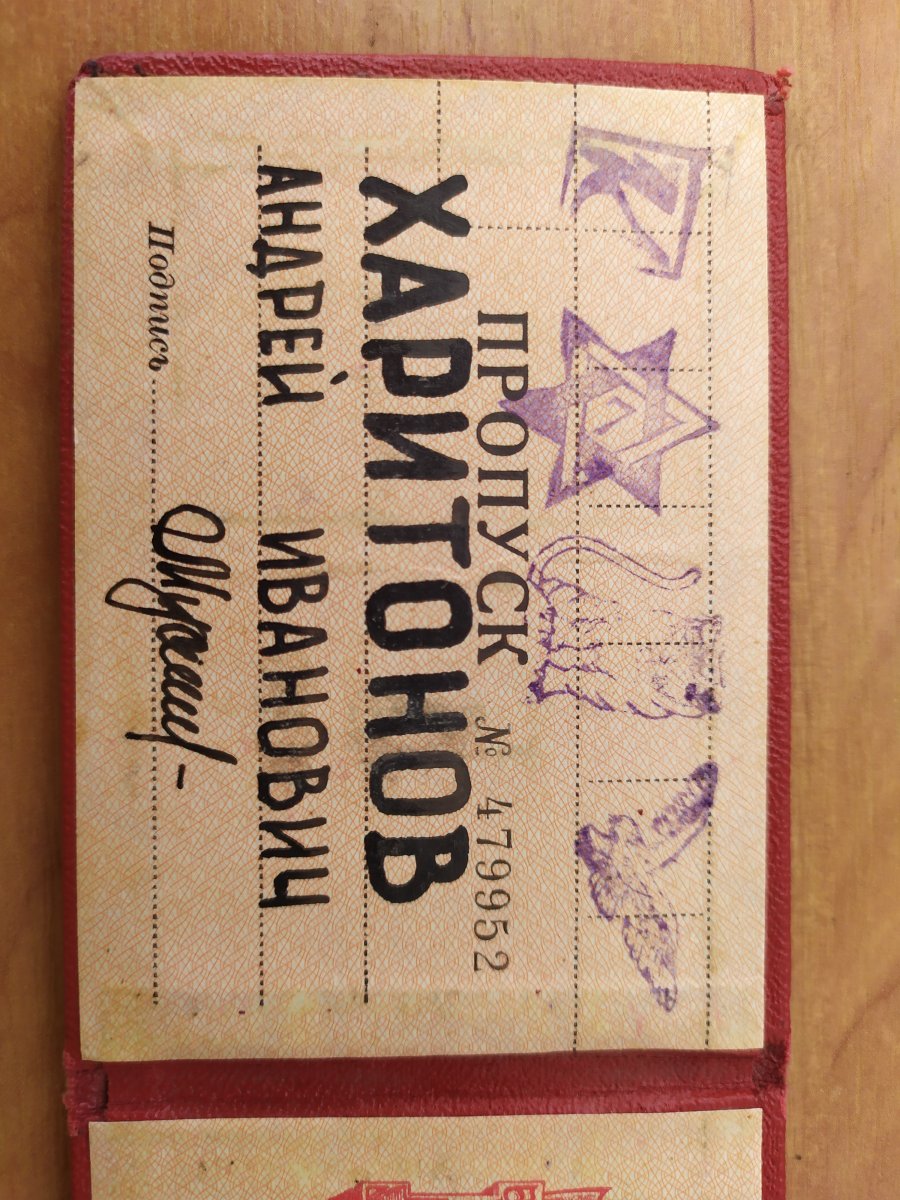 К
ПРОПУСК № 479952
ХАРИТОНОВ
АНДРЕЙ ИВАНОВИЧ
Подпись